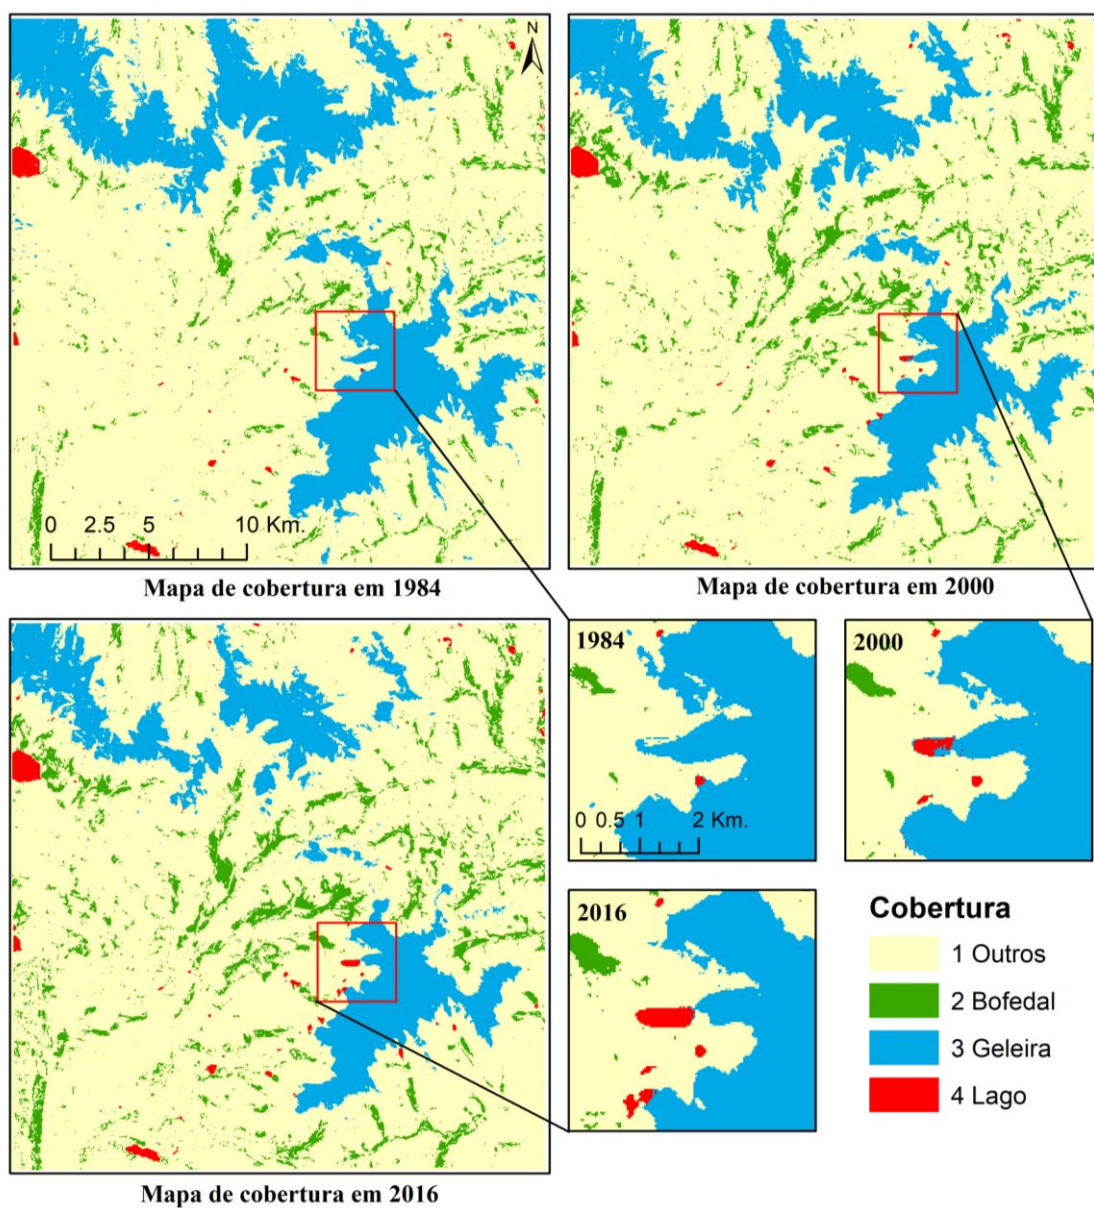 N
0 2.5 5 10 Km.
Mapa de cobertura em 1984
Mapa de cobertura em 2000
1984
0 0.5 1 2 Km.
2000
2016
Cobertura
1 Outros
2 Bofedal
3 Geleira
4 Lago
Mapa de cobertura em 2016